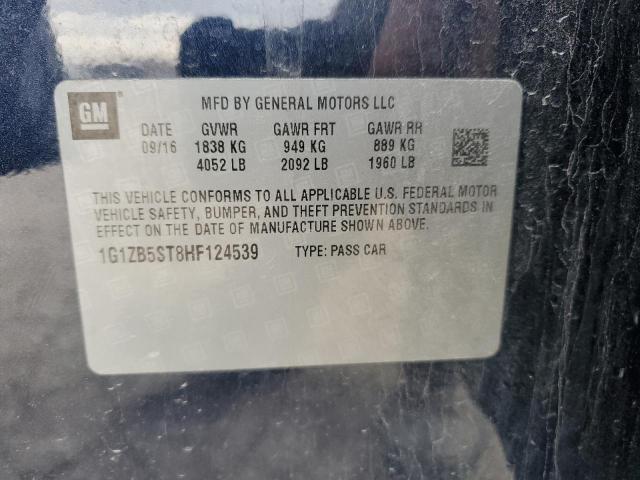 GM
MFD BY GENERAL MOTORS LLC
DATE GVWR GAWR FRT GAWR RR
09/16 1838 KG 949 KG 889 KG
4052 LB 2092 LB 1960 LB
THIS VEHICLE CONFORMS TO ALL APPLICABLE U.S. FEDERAL MOTOR
VEHICLE SAFETY, BUMPER, AND THEFT PREVENTION STANDARDS IN
EFFECT ON THE DATE OF MANUFACTURE SHOWN ABOVE.
1G1ZB5ST8HF124539 TYPE: PASS CAR